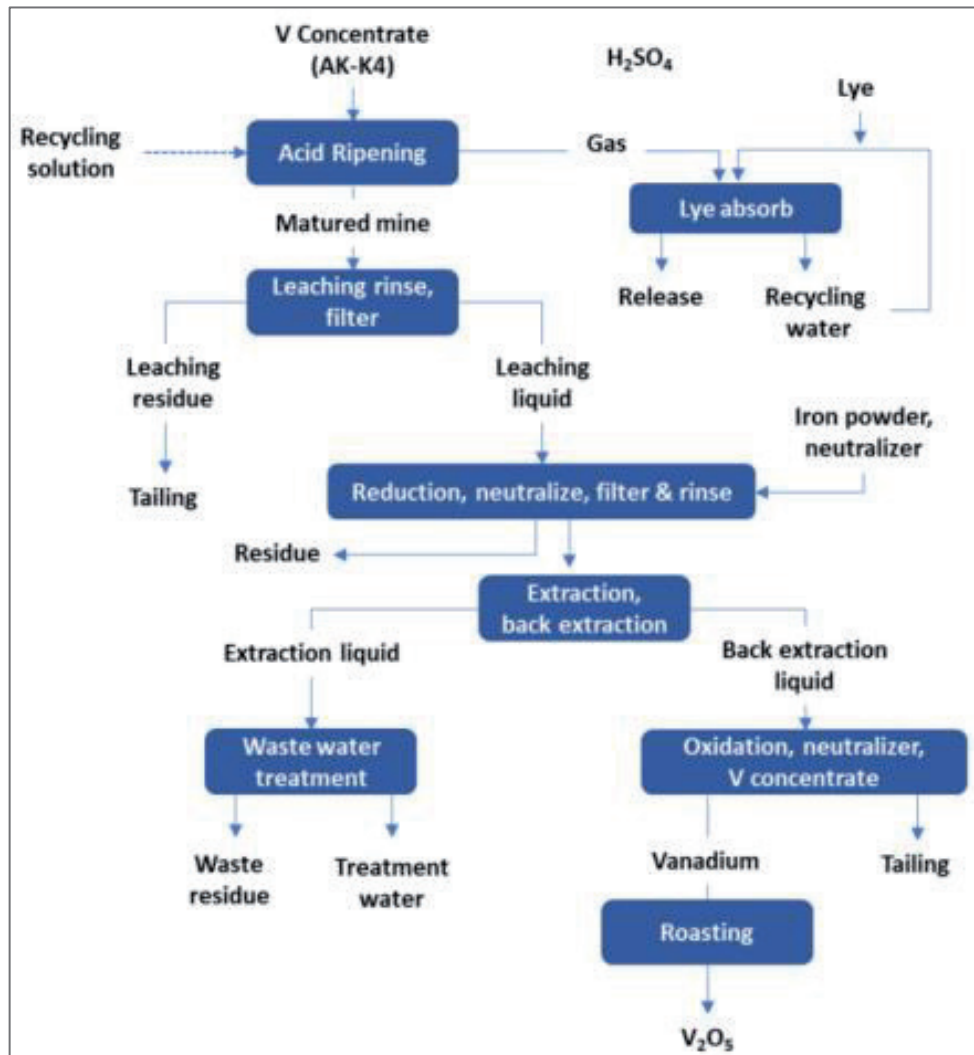 V Concentrate
(AK-K4)
H₂SO₄
Lye
Recycling
solution
Acid Ripening
Gas
Lye absorb
Matured mine
Leaching rinse,
filter
Release
Recycling
water
Leaching
residue
Leaching
liquid
Iron powder,
neutralizer
Tailing
Reduction, neutralize, filter & rinse
Residue
Extraction,
back extraction
Extraction liquid
Back extraction
liquid
Waste water
treatment
Oxidation, neutralizer,
V concentrate
Waste
residue
Treatment
water
Vanadium
Tailing
Roasting
V₂O₅